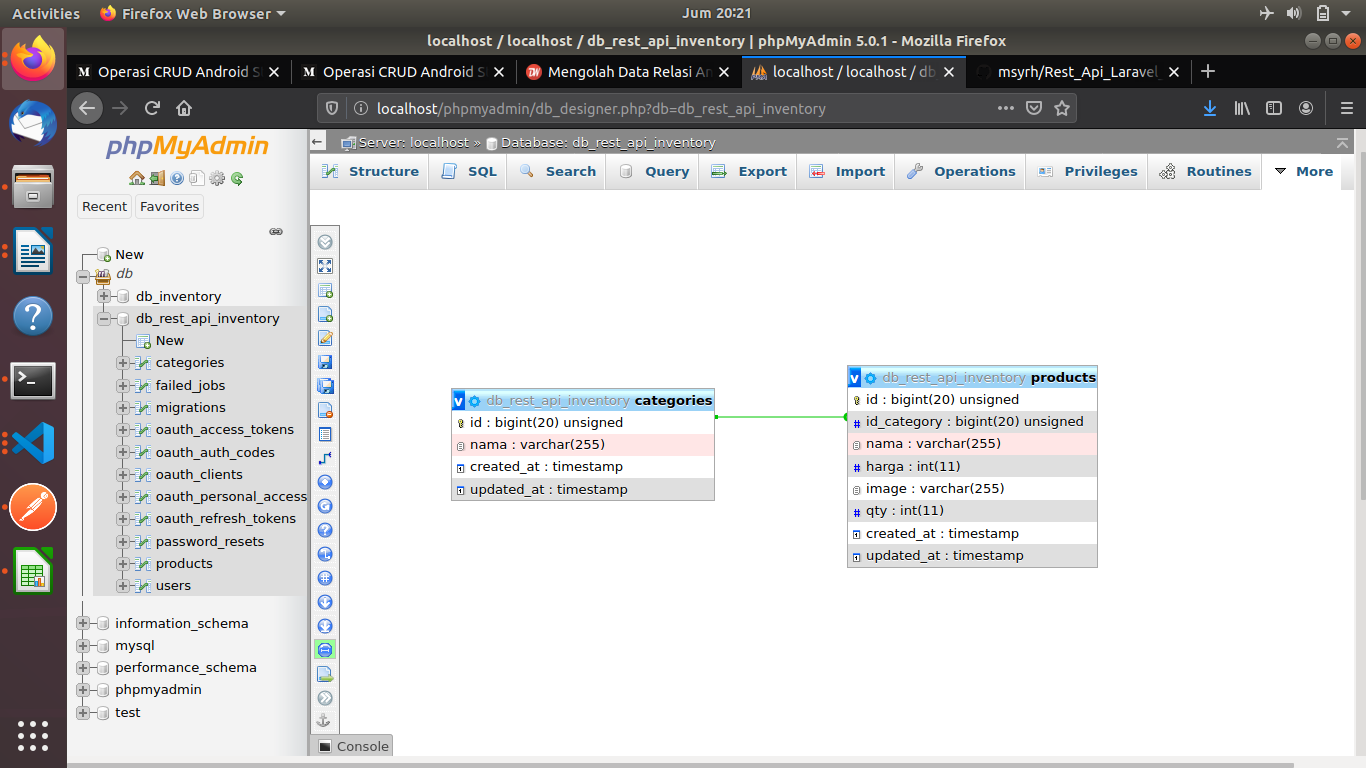 Activities Firefox Web Browser Jum 20:21
localhost / localhost / db_rest_api_inventory | phpMyAdmin 5.0.1 - Mozilla Firefox
Operasi CRUD Android S Operasi CRUD Android S Mengolah Data Relasi An localhost / localhost / db msyrh/Rest_Api_Laravel_
localhost/phpmyadmin/db_designer.php?db=db_rest_api_inventory
phpMyAdmin
Recent Favorites
New
db
db_inventory
db_rest_api_inventory
New
categories
failed_jobs
migrations
oauth_access_tokens
oauth_auth_codes
oauth_clients
oauth_personal_access
oauth_refresh_tokens
password_resets
products
users
information_schema
mysql
performance_schema
phpmyadmin
test
Server: localhost » Database: db_rest_api_inventory
Structure SQL Search Query Export Import Operations Privileges Routines More
v db_rest_api_inventory categories
id : bigint(20) unsigned
nama : varchar(255)
created_at : timestamp
updated_at : timestamp
v db_rest_api_inventory products
id : bigint(20) unsigned
# id_category : bigint(20) unsigned
nama : varchar(255)
# harga : int(11)
image : varchar(255)
# qty : int(11)
created_at : timestamp
updated_at : timestamp
Console